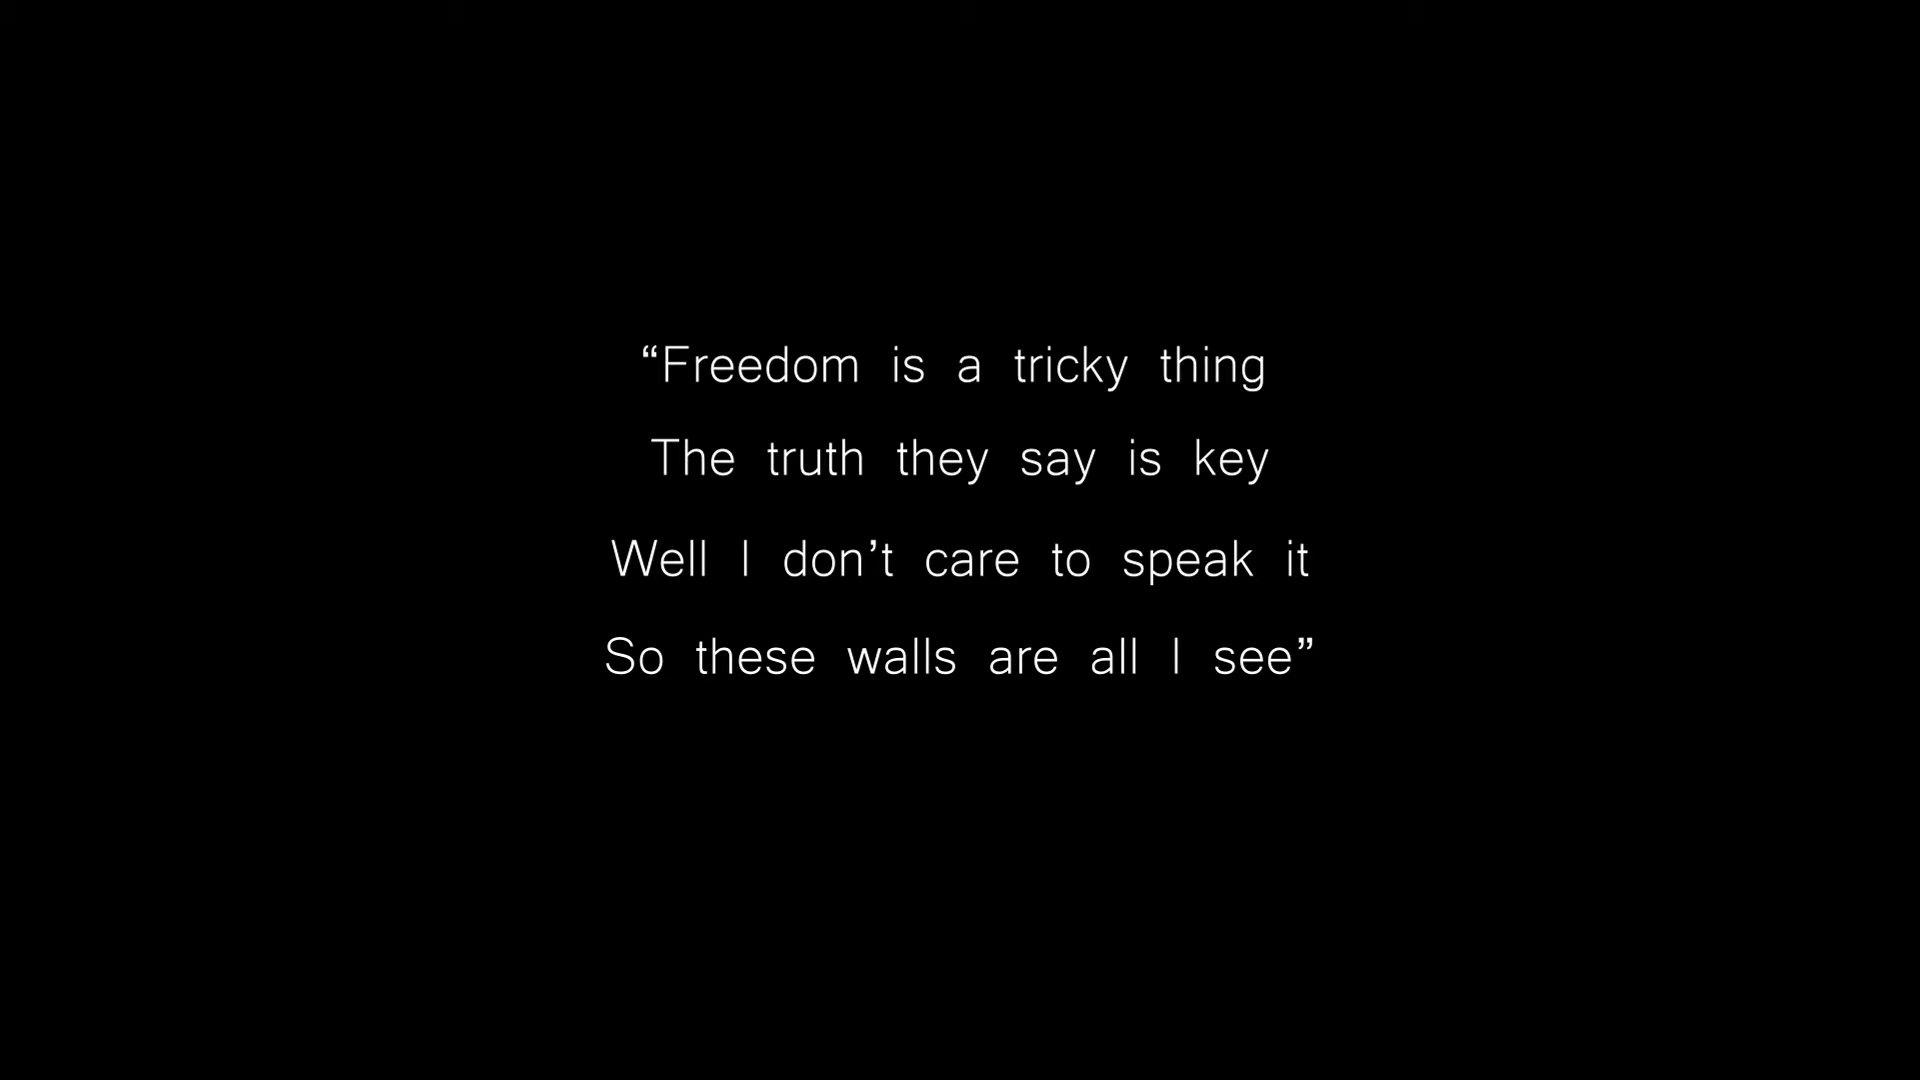 “Freedom is a tricky thing
The truth they say is key
Well I don’t care to speak it
So these walls are all I see”